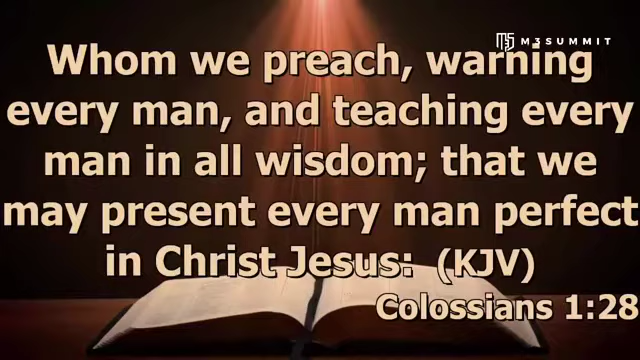 M3SUMMIT
Whom we preach, warning
every man, and teaching every
man in all wisdom; that we
may present every man perfect
in Christ Jesus: (KJV)
Colossians 1:28